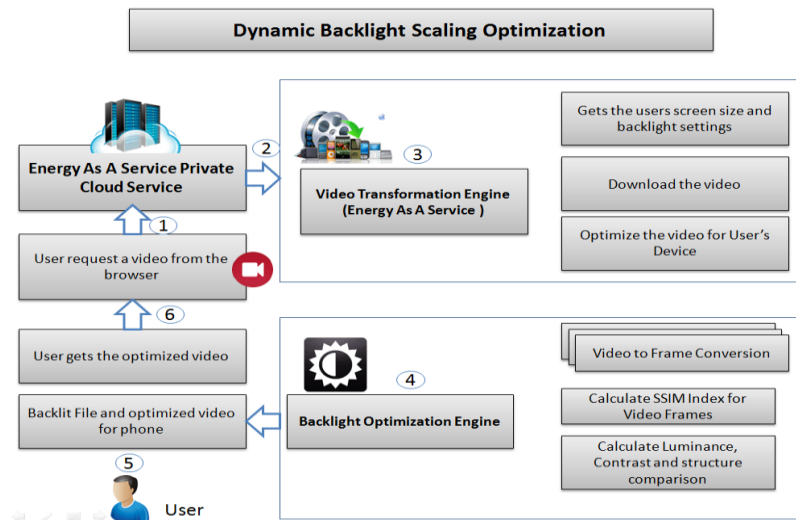 Dynamic Backlight Scaling Optimization
Energy As A Service Private
Cloud Service
2
3
Video Transformation Engine
(Energy As A Service )
Gets the users screen size and
backlight settings
Download the video
Optimize the video for User's
Device
1
User request a video from the
browser
6
User gets the optimized video
Backlit File and optimized video
for phone
4
Backlight Optimization Engine
Video to Frame Conversion
Calculate SSIM Index for
Video Frames
Calculate Luminance,
Contrast and structure
comparison
5
User